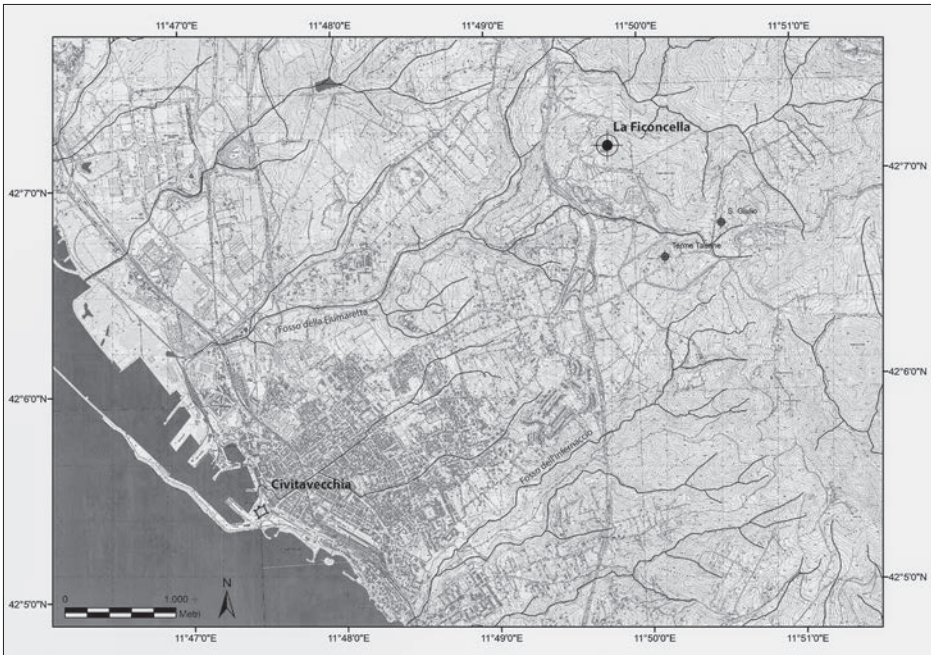 11°47'0"E
11°48'0"E
11°49'0"E
11°50'0"E
11°51'0"E
La Ficoncella
42°7'0"N
42°7'0"N
S. Giulio
Terme Taurine
Fosso della Fiumaretta
42°6'0"N
42°6'0"N
Fosso dell'Infernaccio
Civitavecchia
42°5'0"N
42°5'0"N
N
0
1.000
Metri
11°47'0"E
11°48'0"E
11°49'0"E
11°50'0"E
11°51'0"E